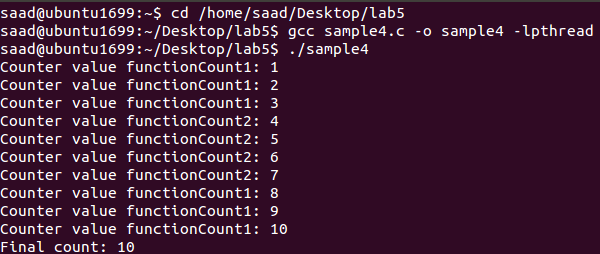 saad@ubuntu1699:~$ cd /home/saad/Desktop/lab5
saad@ubuntu1699:~/Desktop/lab5$ gcc sample4.c -o sample4 -lpthread
saad@ubuntu1699:~/Desktop/lab5$ ./sample4
Counter value functionCount1: 1
Counter value functionCount1: 2
Counter value functionCount1: 3
Counter value functionCount2: 4
Counter value functionCount2: 5
Counter value functionCount2: 6
Counter value functionCount2: 7
Counter value functionCount1: 8
Counter value functionCount1: 9
Counter value functionCount1: 10
Final count: 10